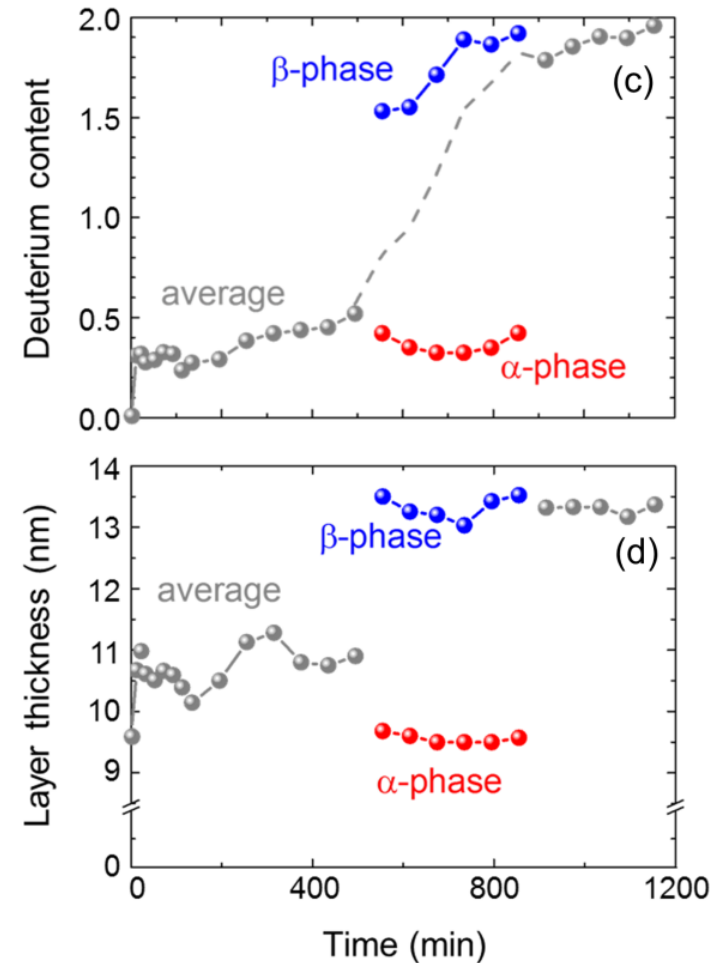 2.0
β-phase
(c)
1.5
Deuterium content
1.0
average
0.5
α-phase
0.0
14
13
β-phase
(d)
12
average
Layer thickness (nm)
11
10
9
α-phase
0
0 400 800 1200
Time (min)